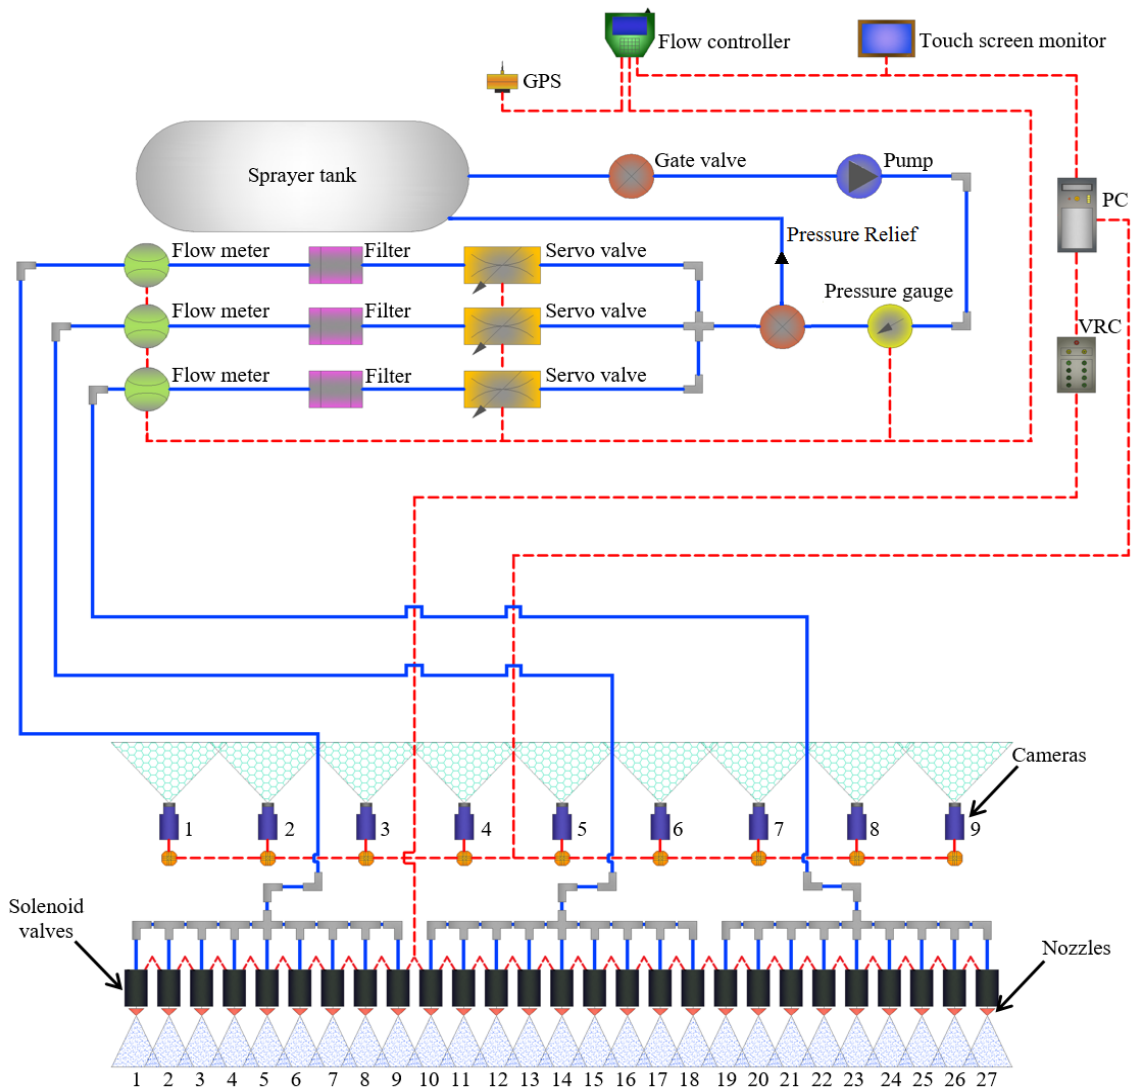 Flow controller
Touch screen monitor
GPS
Sprayer tank
Gate valve
Pump
PC
Pressure Relief
Flow meter
Filter
Servo valve
Pressure gauge
Flow meter
Filter
Servo valve
VRC
Flow meter
Filter
Servo valve
Cameras
1 2 3 4 5 6 7 8 9
Solenoid
valves
Nozzles
1 2 3 4 5 6 7 8 9 10 11 12 13 14 15 16 17 18 19 20 21 22 23 24 25 26 27